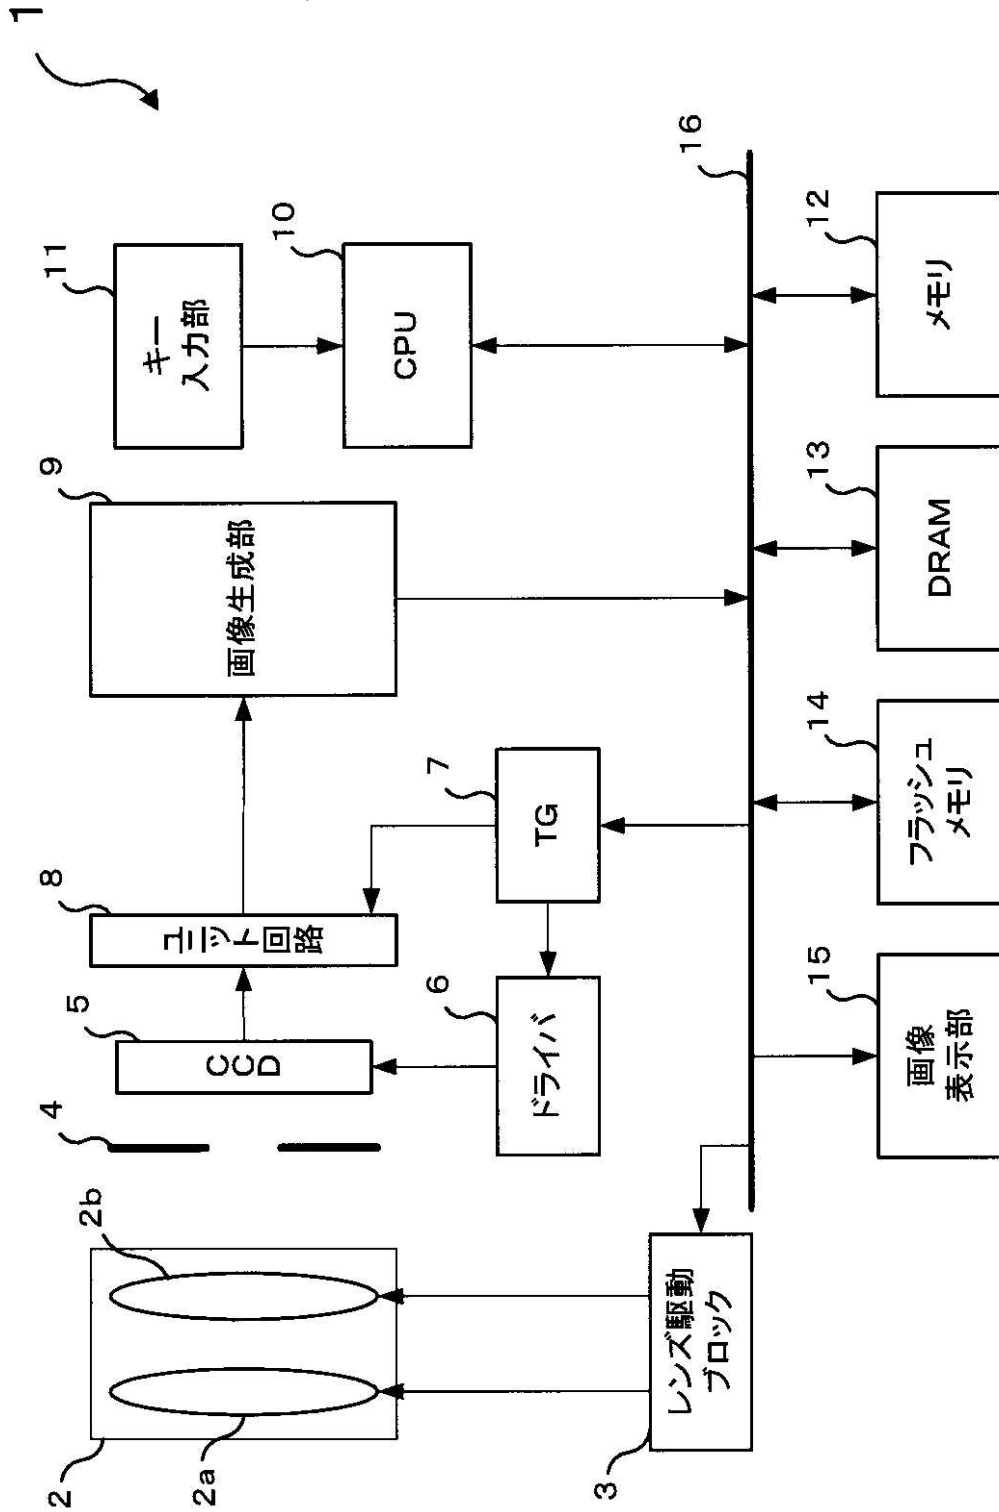 1
11
キー
入力部
10
CPU
9
画像生成部
8
ユニット回路
5
CCD
4
7
TG
6
ドライバ
2
2a
2b
3
レンズ駆動
ブロック
16
15
画像
表示部
14
フラッシュ
メモリ
13
DRAM
12
メモリ